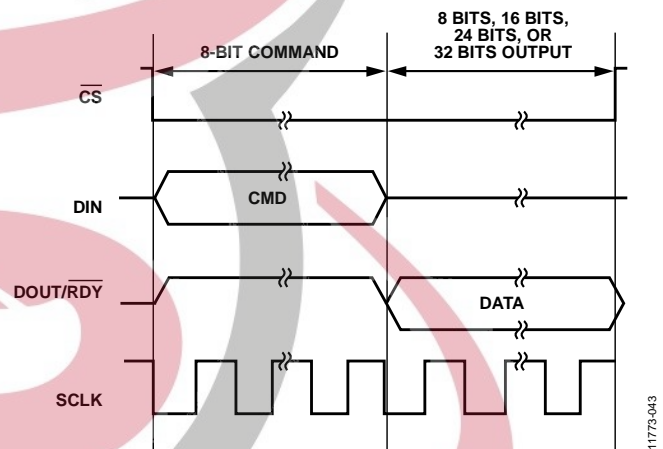 8 BITS, 16 BITS,
24 BITS, OR
32 BITS OUTPUT
8-BIT COMMAND
CS
DIN
CMD
DOUT/RDY
DATA
SCLK
11773-043